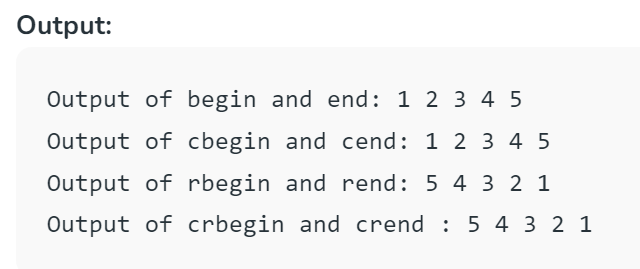 Output:
Output of begin and end: 1 2 3 4 5
Output of cbegin and cend: 1 2 3 4 5
Output of rbegin and rend: 5 4 3 2 1
Output of crbegin and crend : 5 4 3 2 1